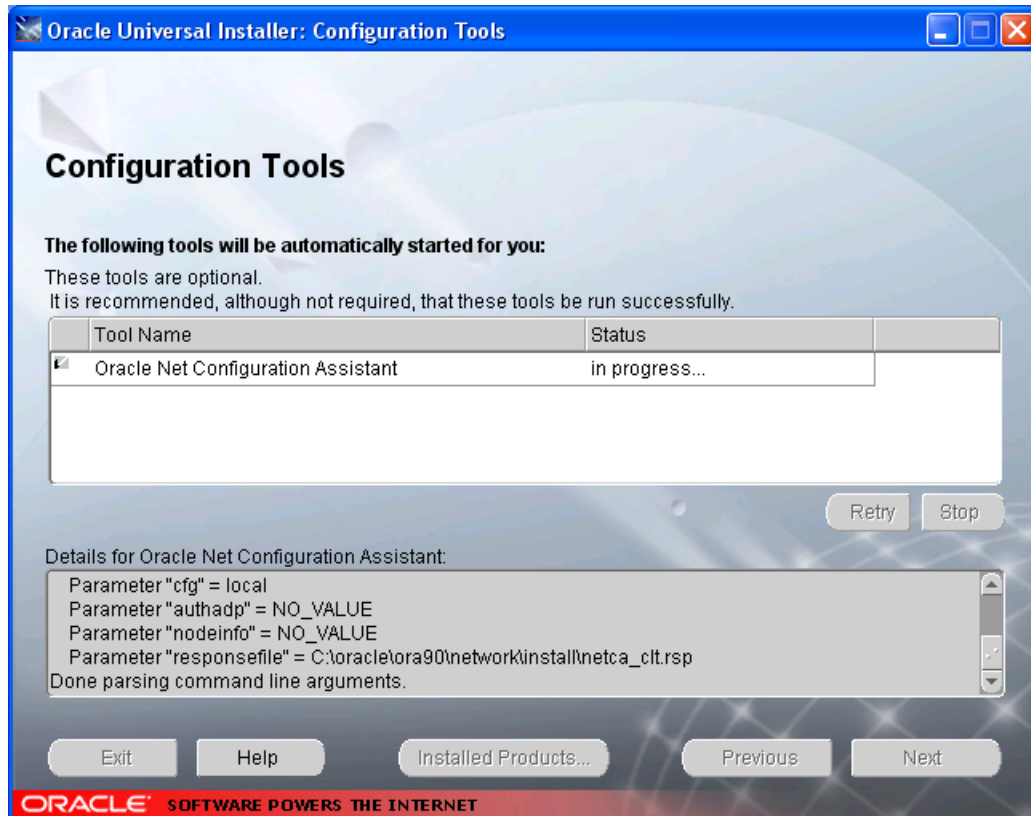 Oracle Universal Installer: Configuration Tools
Configuration Tools
The following tools will be automatically started for you:
These tools are optional.
It is recommended, although not required, that these tools be run successfully.
Tool Name Status
Oracle Net Configuration Assistant in progress...
Retry Stop
Details for Oracle Net Configuration Assistant:
Parameter "cfg" = local
Parameter "authadp" = NO_VALUE
Parameter "nodeinfo" = NO_VALUE
Parameter "responsefile" = C:\oracle\ora90\network\install\netca_clt.rsp
Done parsing command line arguments.
Exit Help Installed Products... Previous Next
ORACLE SOFTWARE POWERS THE INTERNET